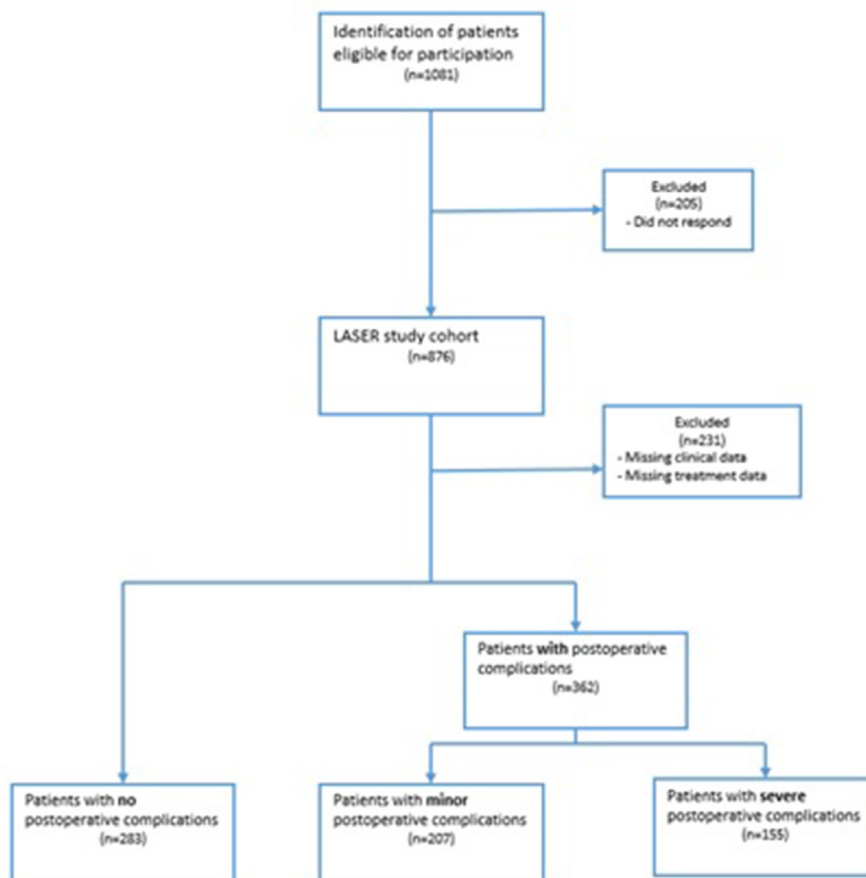 Identification of patients
eligible for participation
(n=1081)
Excluded
(n=205)
- Did not respond
LASER study cohort
(n=876)
Excluded
(n=231)
- Missing clinical data
- Missing treatment data
Patients with postoperative
complications
(n=362)
Patients with no
postoperative complications
(n=283)
Patients with minor
postoperative complications
(n=207)
Patients with severe
postoperative complications
(n=155)